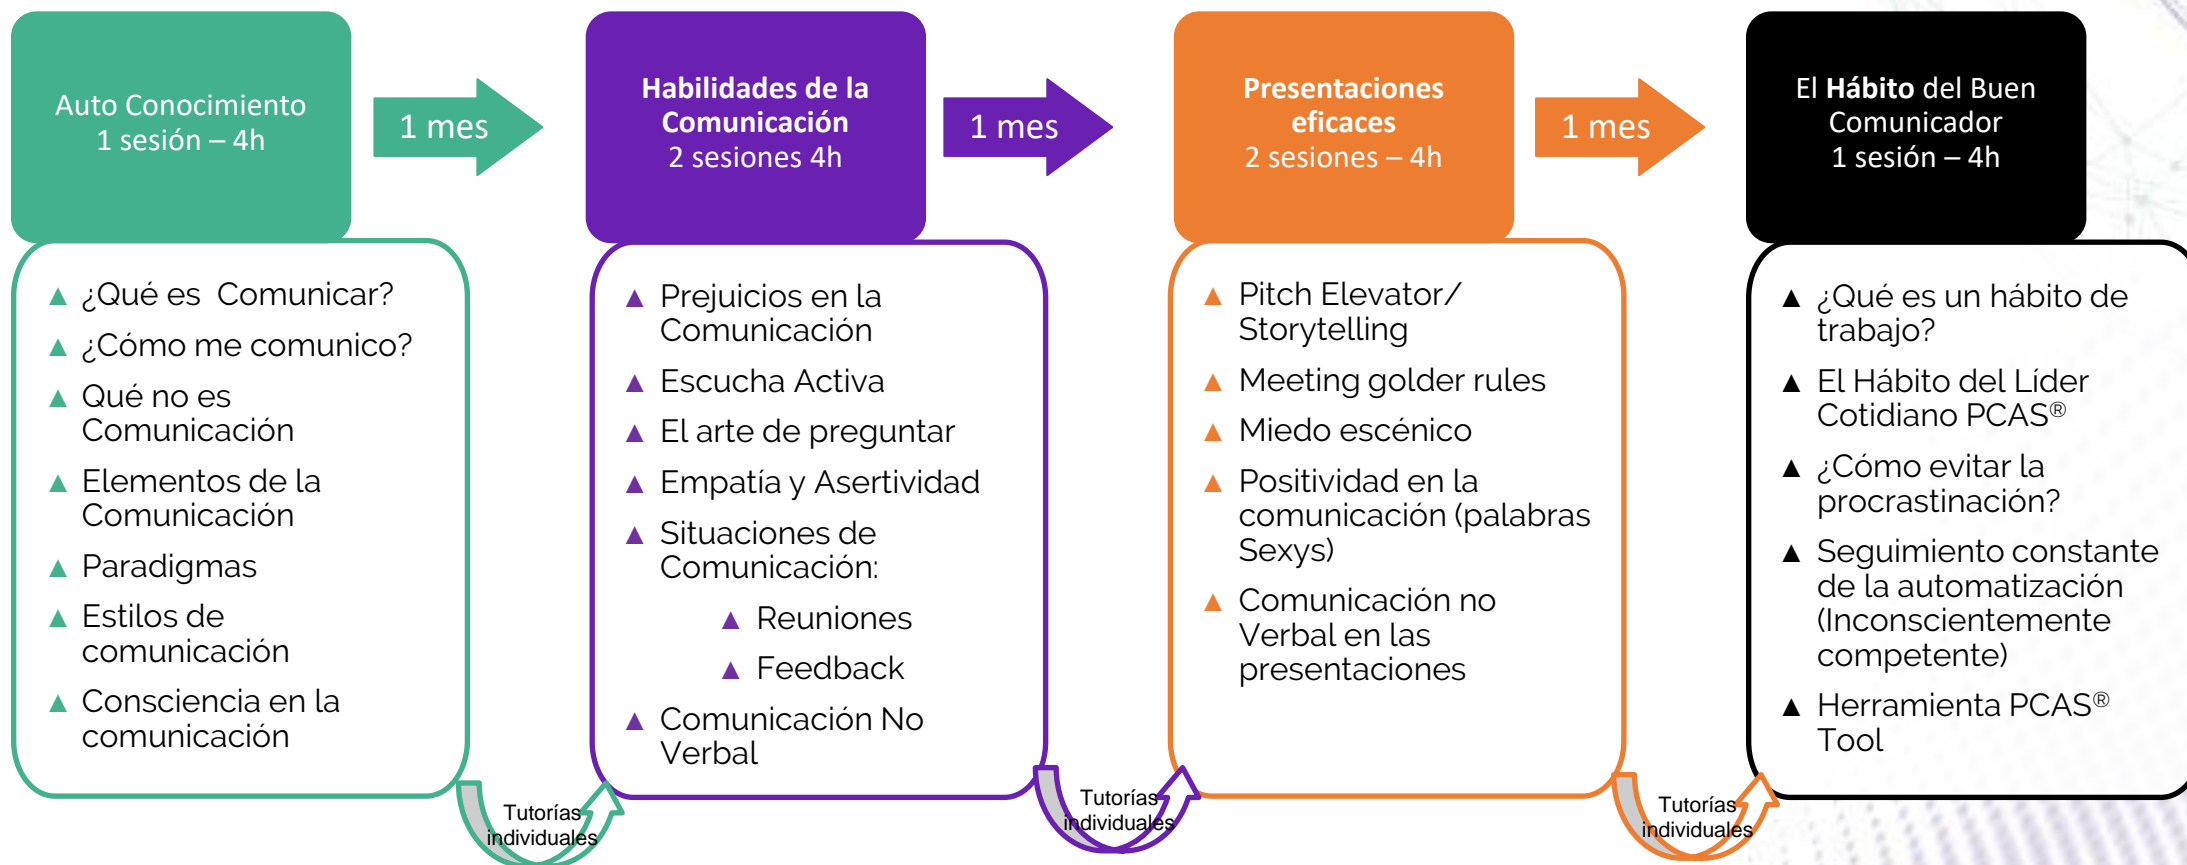 Auto Conocimiento
1 sesión – 4h
1 mes
Habilidades de la
Comunicación
2 sesiones 4h
1 mes
Presentaciones
eficaces
2 sesiones – 4h
1 mes
El Hábito del Buen
Comunicador
1 sesión – 4h
▲ ¿Qué es Comunicar?
▲ ¿Cómo me comunico?
▲ Qué no es
Comunicación
▲ Elementos de la
Comunicación
▲ Paradigmas
▲ Estilos de
comunicación
▲ Consciencia en la
comunicación
▲ Prejuicios en la
Comunicación
▲ Escucha Activa
▲ El arte de preguntar
▲ Empatía y Asertividad
▲ Situaciones de
Comunicación:
▲ Reuniones
▲ Feedback
▲ Comunicación No
Verbal
▲ Pitch Elevator/
Storytelling
▲ Meeting golder rules
▲ Miedo escénico
▲ Positividad en la
comunicación (palabras
Sexys)
▲ Comunicación no
Verbal en las
presentaciones
▲ ¿Qué es un hábito de
trabajo?
▲ El Hábito del Líder
Cotidiano PCAS®
▲ ¿Cómo evitar la
procrastinación?
▲ Seguimiento constante
de la automatización
(Inconscientemente
competente)
▲ Herramienta PCAS®
Tool
Tutorías
individuales
Tutorías
individuales
Tutorías
individuales